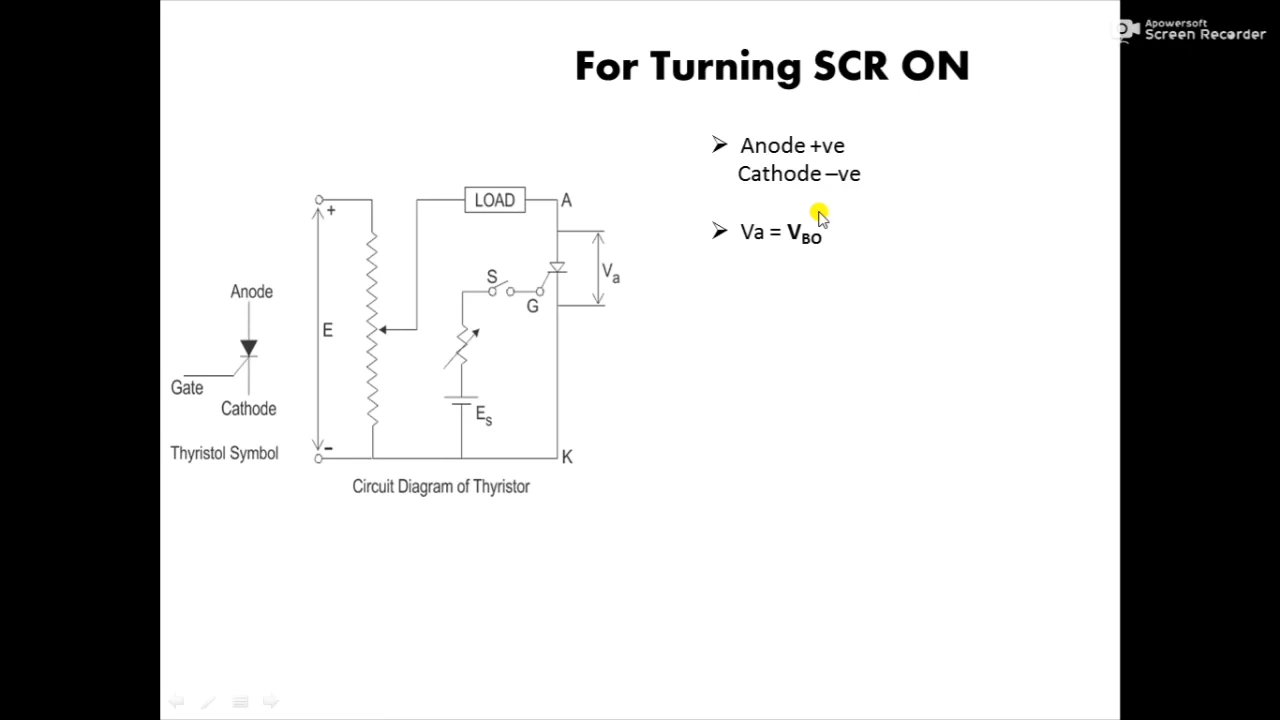 Apowersoft
Screen Recorder
For Turning SCR ON
➢ Anode +ve
Cathode –ve
➢ Va = VBO
LOAD
A
+
Va
S
G
E
Es
-
K
Anode
Gate
Cathode
Thyristol Symbol
Circuit Diagram of Thyristor